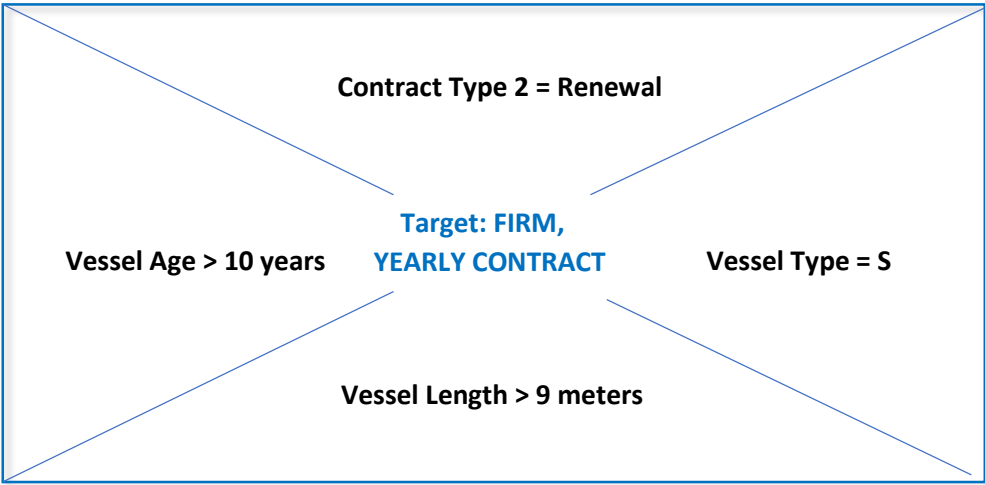 Contract Type 2 = Renewal
Target: FIRM,
Vessel Age > 10 years
YEARLY CONTRACT
Vessel Type = S
Vessel Length > 9 meters